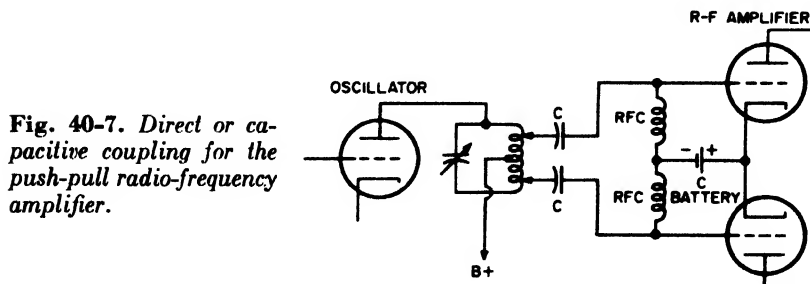 Fig. 40-7. Direct or ca-
pacitive coupling for the
push-pull radio-frequency
amplifier.
OSCILLATOR
B+
C
C
R-F AMPLIFIER
RFC
- +
C
BATTERY
RFC